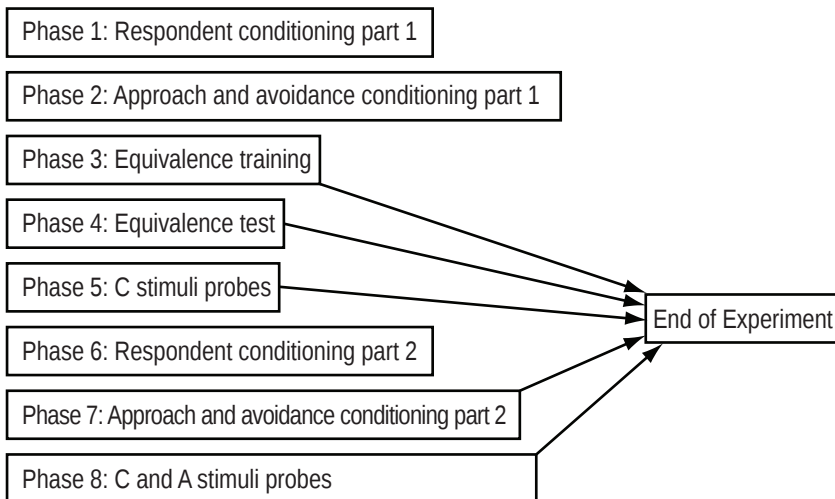 Phase 1: Respondent conditioning part 1
Phase 2: Approach and avoidance conditioning part 1
Phase 3: Equivalence training
Phase 4: Equivalence test
Phase 5: C stimuli probes
End of Experiment
Phase 6: Respondent conditioning part 2
Phase 7: Approach and avoidance conditioning part 2
Phase 8: C and A stimuli probes